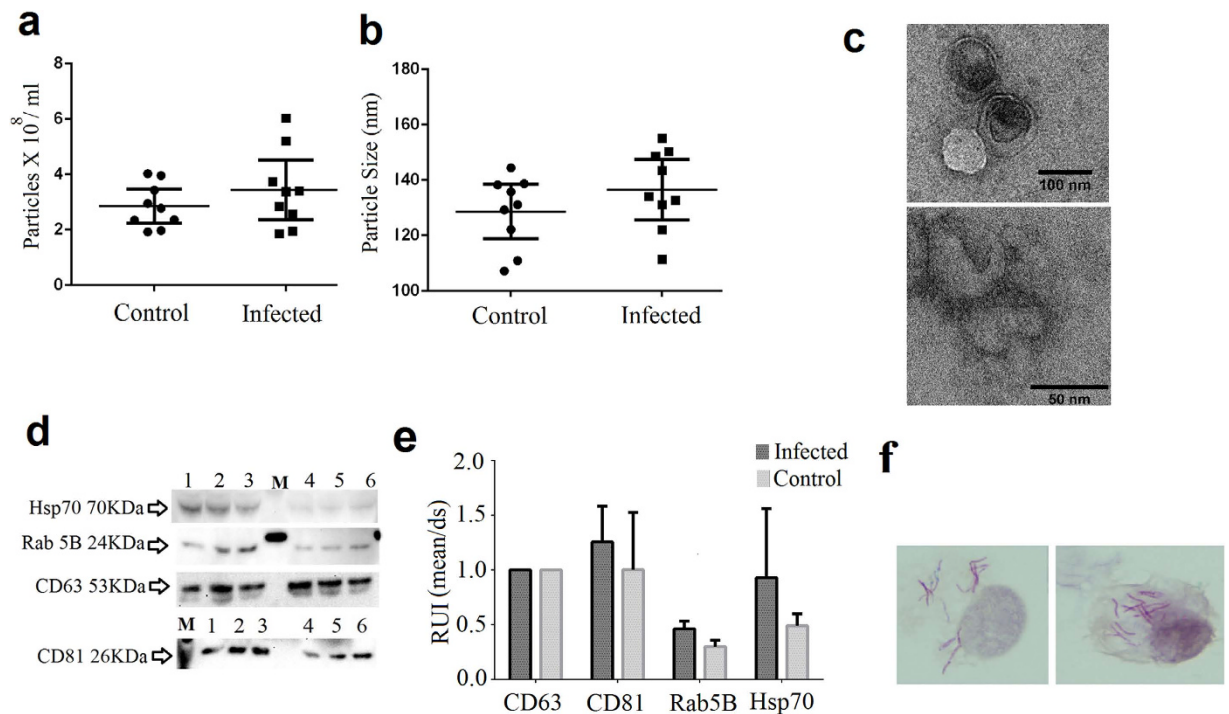 a
Particles X 10⁸/ ml
8
6
4
2
0
Control Infected
b
Particle Size (nm)
180
160
140
120
100
Control Infected
c
100 nm
50 nm
d
1 2 3 M 4 5 6
Hsp70 70KDa
Rab 5B 24KDa
CD63 53KDa
M 1 2 3 4 5 6
CD81 26KDa
e
Infected
Control
RUI (mean/ds)
2.0
1.5
1.0
0.5
0.0
CD63 CD81 Rab5B Hsp70
f